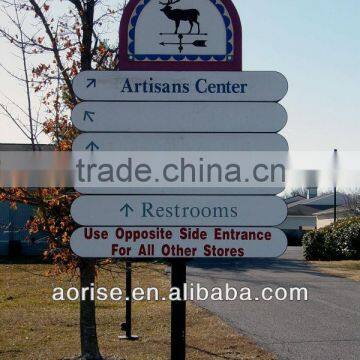 Artisans Center
trade.china.cn
Restrooms
Use Opposite Side Entrance
For All Other Stores
aorise.en.alibaba.com